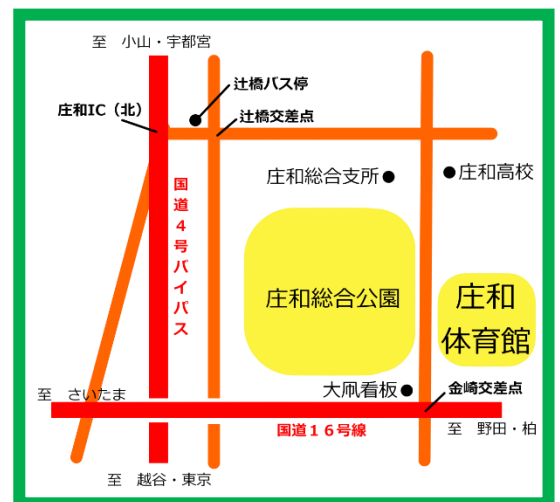 至 小山・宇都宮
辻橋バス停
庄和IC（北）
辻橋交差点
庄和総合支所
庄和高校
国道４号バイパス
庄和総合公園
庄和
体育館
大凧看板
金崎交差点
至 さいたま
国道１６号線
至 野田・柏
至 越谷・東京